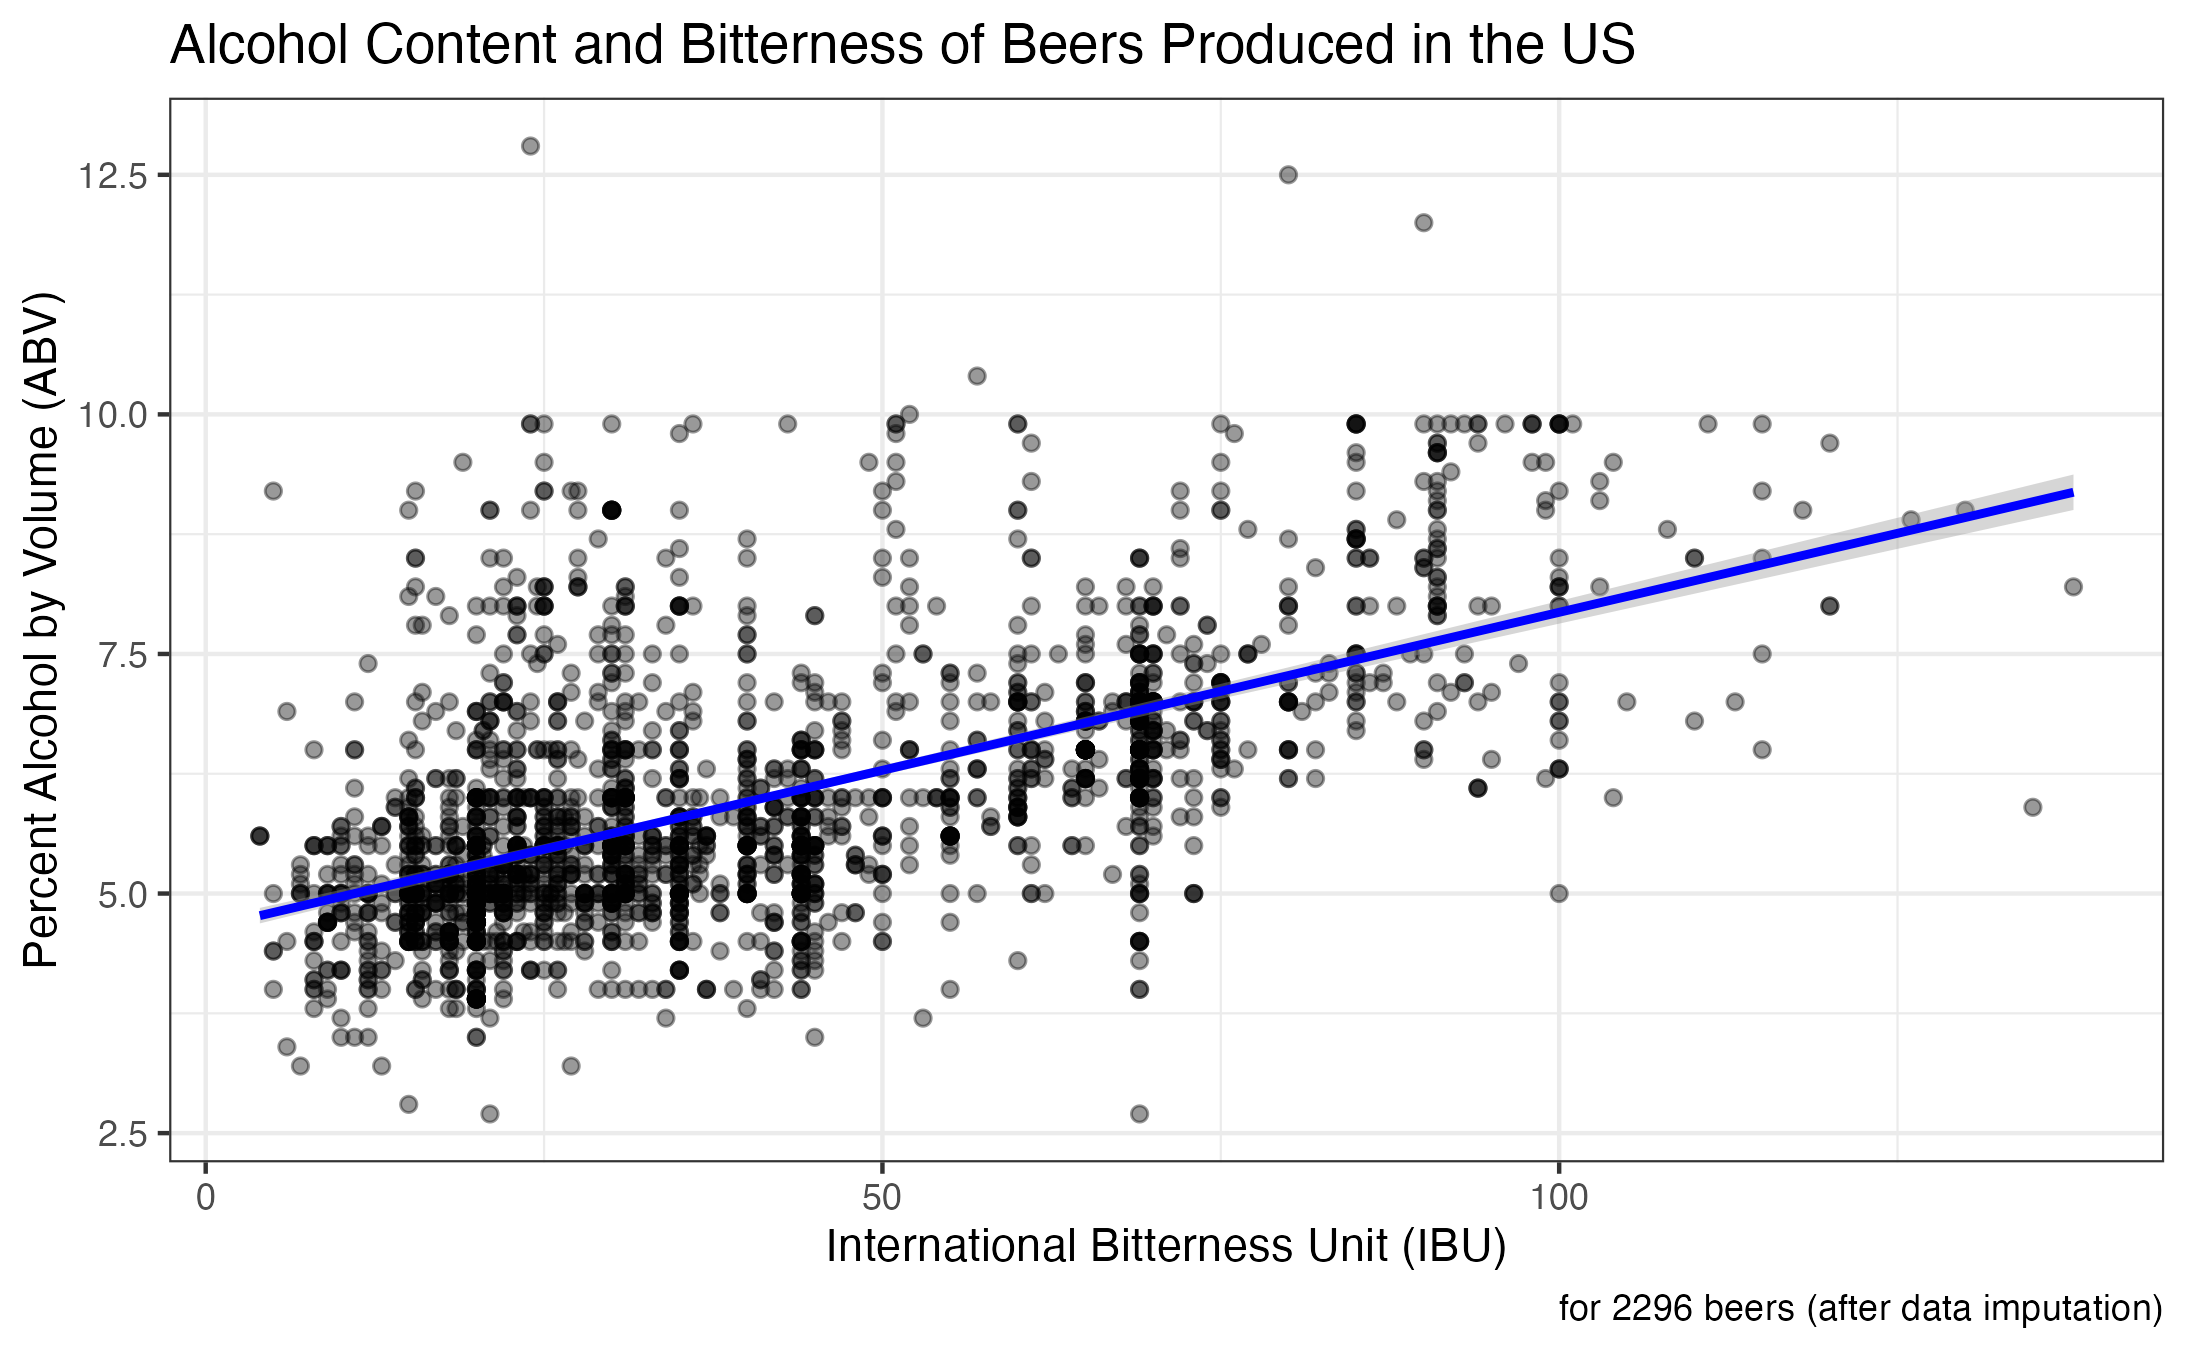 Alcohol Content and Bitterness of Beers Produced in the US
Percent Alcohol by Volume (ABV)
12.5
10.0
7.5
5.0
2.5
0
50
100
International Bitterness Unit (IBU)
for 2296 beers (after data imputation)